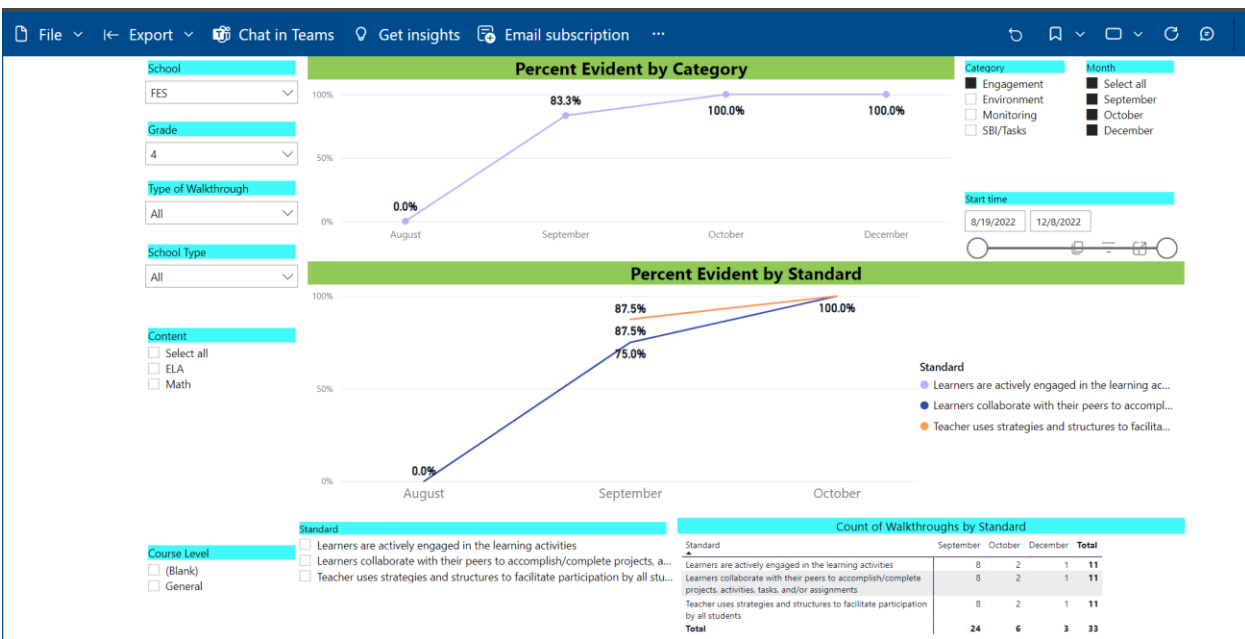 File Export Chat in Teams Get insights Email subscription ...
School
FES
Grade
4
Type of Walkthrough
All
School Type
All
Content
Select all
ELA
Math
Course Level
(Blank)
General
Percent Evident by Category
100%
50%
0%
0.0%
83.3%
100.0%
100.0%
August September October December
Category
Engagement
Environment
Monitoring
SBI/Tasks
Month
Select all
September
October
December
Start time
8/19/2022 12/8/2022
Percent Evident by Standard
100%
50%
0%
0.0%
87.5%
87.5%
75.0%
100.0%
August September October
Standard
Learners are actively engaged in the learning ac...
Learners collaborate with their peers to accompl...
Teacher uses strategies and structures to facilita...
Standard
Learners are actively engaged in the learning activities
Learners collaborate with their peers to accomplish/complete projects, a...
Teacher uses strategies and structures to facilitate participation by all stu...
Count of Walkthroughs by Standard
Standard September October December Total
Learners are actively engaged in the learning activities 8 2 1 11
Learners collaborate with their peers to accomplish/complete 8 2 1 11
projects, activities, tasks, and/or assignments
Teacher uses strategies and structures to facilitate participation 8 2 1 11
by all students
Total 24 6 3 33